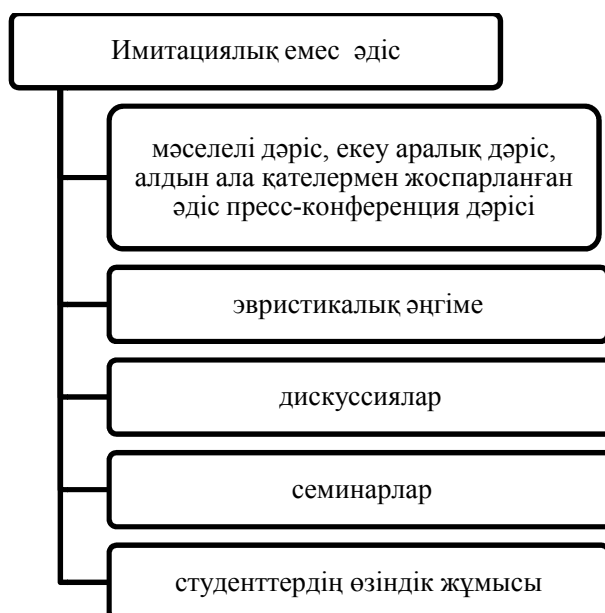 Имитациялық емес әдіс
мәселелі дәріс, екеу аралық дәріс,
алдын ала қателермен жоспарланған
әдіс пресс-конференция дәрісі
эвристикалық әңгіме
дискуссиялар
семинарлар
студенттердің өзіндік жұмысы